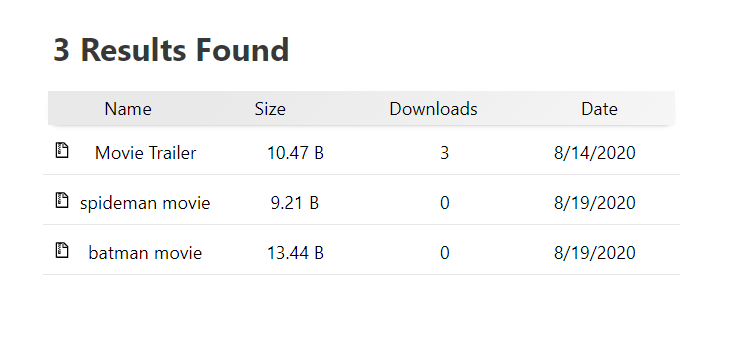 3 Results Found
Name Size Downloads Date
Movie Trailer 10.47 B 3 8/14/2020
spideman movie 9.21 B 0 8/19/2020
batman movie 13.44 B 0 8/19/2020